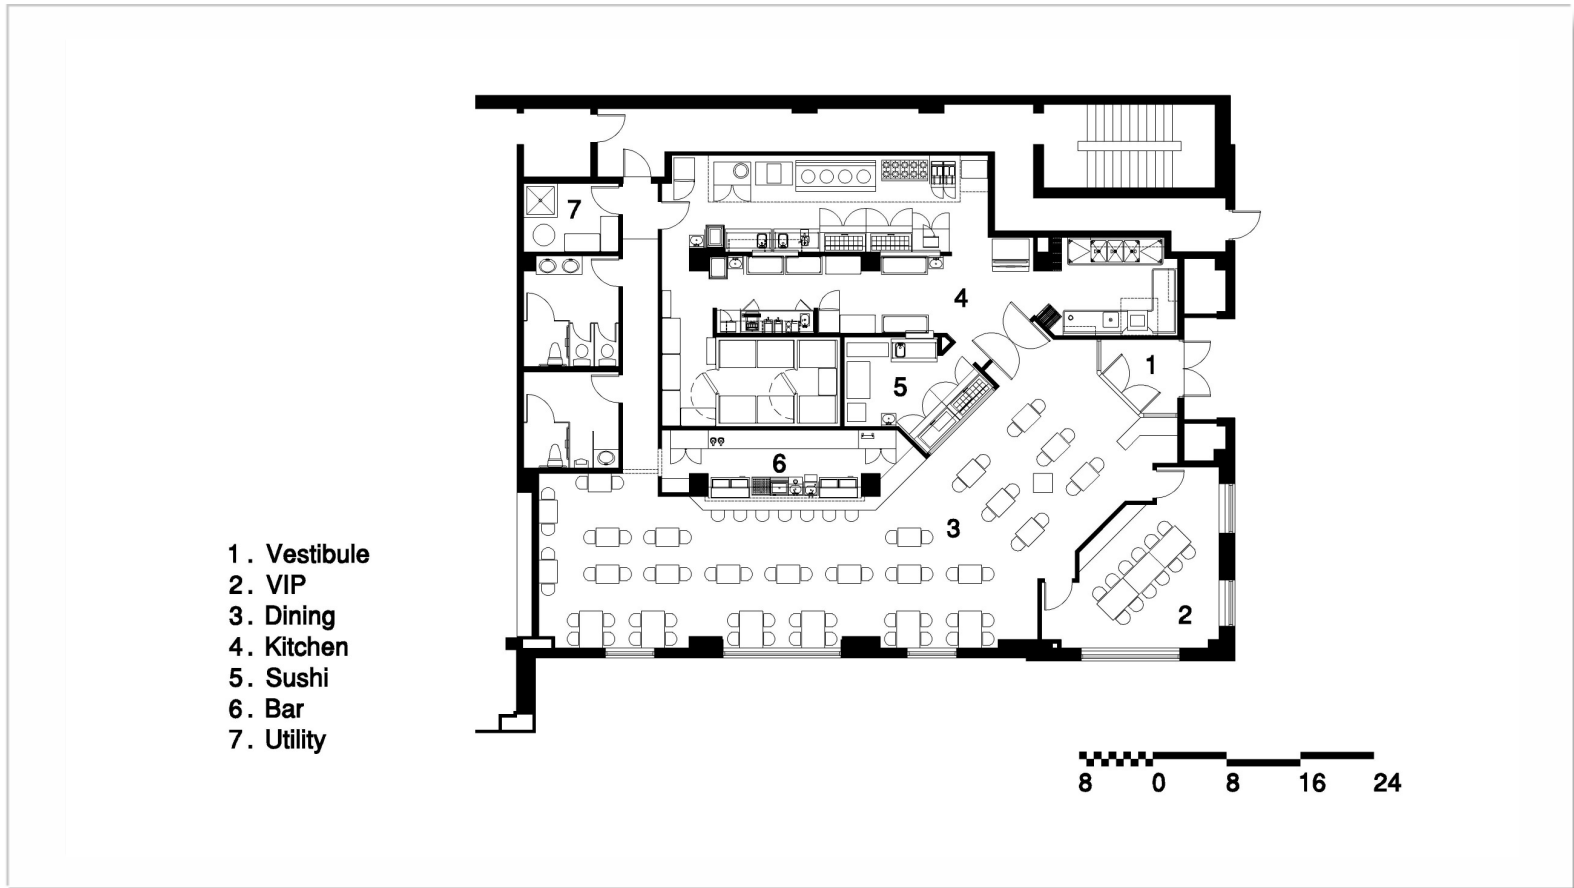 7
4
1
5
6
3
2
1. Vestibule
2. VIP
3. Dining
4. Kitchen
5. Sushi
6. Bar
7. Utility
8 0 8 16 24